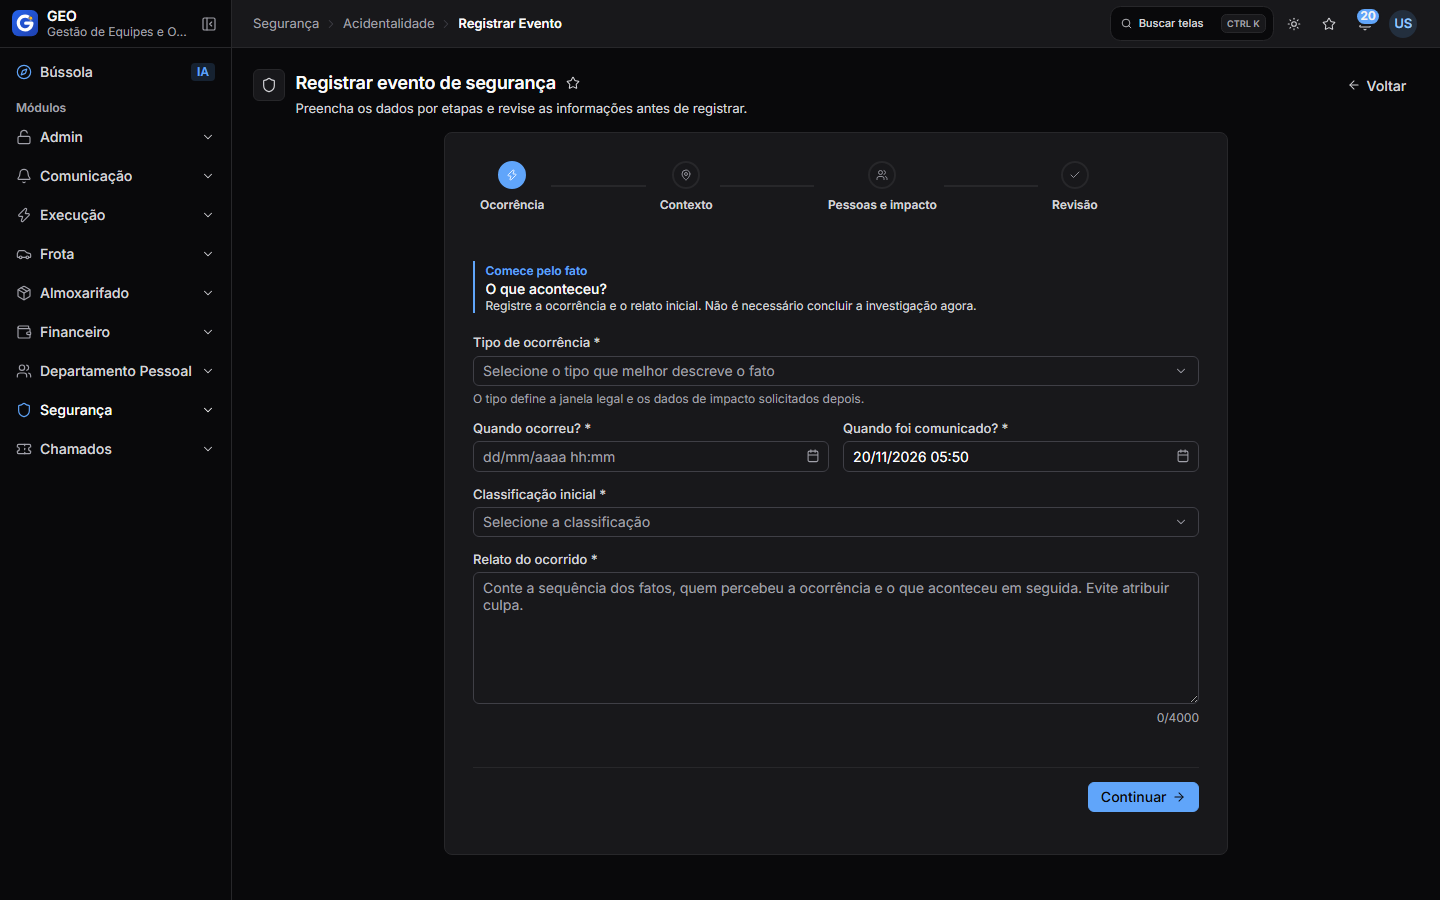 GEO
Gestão de Equipes e O...
Segurança
Acidentalidade
Registrar Evento
Buscar telas
CTRL K
20
US
Bússola
IA
Módulos
Admin
Comunicação
Execução
Frota
Almoxarifado
Financeiro
Departamento Pessoal
Segurança
Chamados
Registrar evento de segurança
Preencha os dados por etapas e revise as informações antes de registrar.
Voltar
Ocorrência
Contexto
Pessoas e impacto
Revisão
Comece pelo fato
O que aconteceu?
Registre a ocorrência e o relato inicial. Não é necessário concluir a investigação agora.
Tipo de ocorrência *
Selecione o tipo que melhor descreve o fato
O tipo define a janela legal e os dados de impacto solicitados depois.
Quando ocorreu? *
Quando foi comunicado? *
dd/mm/aaaa hh:mm
20/11/2026 05:50
Classificação inicial *
Selecione a classificação
Relato do ocorrido *
Conte a sequência dos fatos, quem percebeu a ocorrência e o que aconteceu em seguida. Evite atribuir
culpa.
0/4000
Continuar